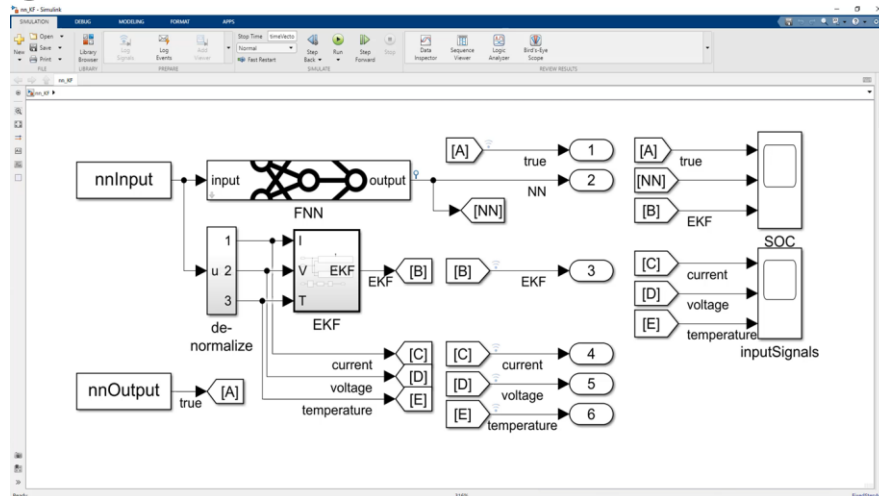 nn_KF - Simulink
SIMULATION DEBUG MODELING FORMAT APPS
New
Open
Save
Print
FILE
Library Browser
LIBRARY
Log Signals
Log Events
Add Viewer
PREPARE
Stop Time timeVecto
Normal
Fast Restart
Step Back
Run
Step Forward
Stop
SIMULATE
Data Inspector
Sequence Viewer
Logic Analyzer
Bird's-Eye Scope
REVIEW RESULTS
nn_KF
nn_KF
nnInput
input
output
FNN
[NN]
[A]
true
1
2
NN
[A]
true
[NN]
[B]
EKF
SOC
u
1
2
3
de-
normalize
I
V
T
EKF
EKF
EKF
[B]
[B]
EKF
3
[C]
current
[D]
voltage
[E]
temperature
inputSignals
current
[C]
voltage
[D]
temperature
[E]
[C]
current
4
[D]
voltage
5
[E]
temperature
6
nnOutput
true
[A]
Ready